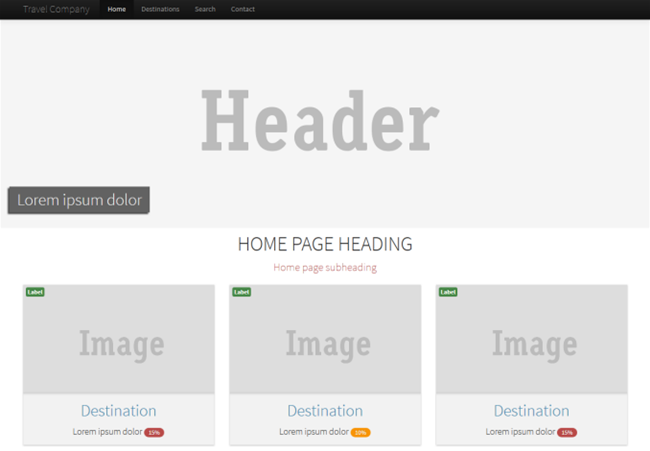 Travel Company Home Destinations Search Contact
Header
Lorem ipsum dolor
HOME PAGE HEADING
Home page subheading
Label Label Label
Image Image Image
Destination Destination Destination
Lorem ipsum dolor 15% Lorem ipsum dolor 10% Lorem ipsum dolor 15%